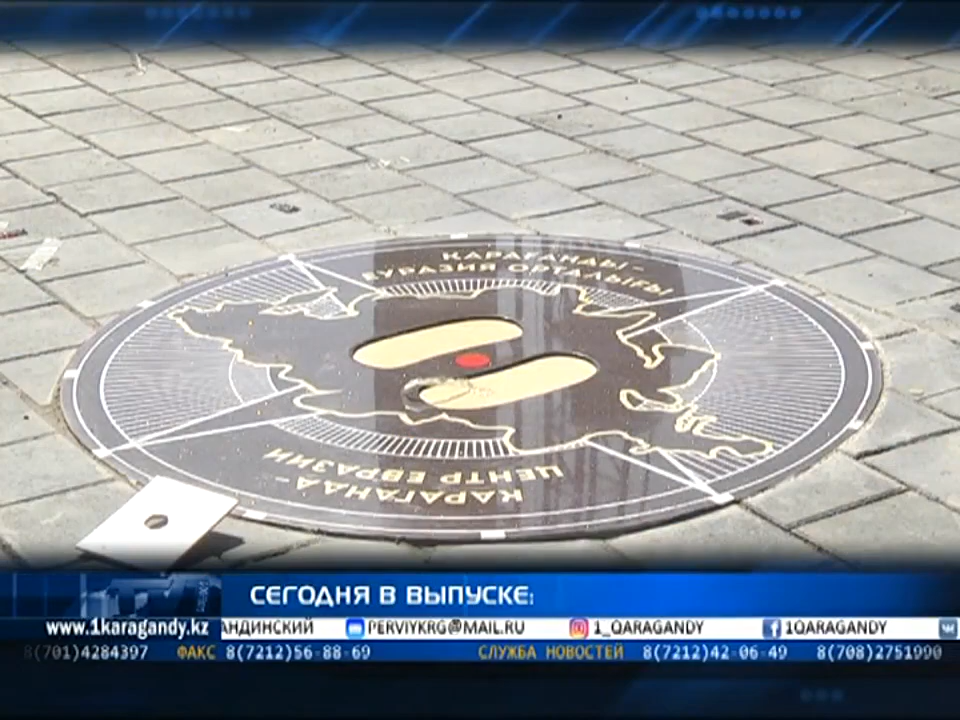 КАРАГАНДЫ-
ЕУРАЗИЯ ОРТАЛЫҒЫ
КАРАГАНДА-
ЦЕНТР ЕВРАЗИИ
СЕГОДНЯ В ВЫПУСКЕ:
www.1karagandy.kz АНДИНСКИЙ PERVIYKRG@MAIL.RU 1_QARAGANDY 1QARAGANDY
8(701)4284397 ФАКС 8(7212)56-88-69 СЛУЖБА НОВОСТЕЙ 8(7212)42-06-49 8(708)2751990